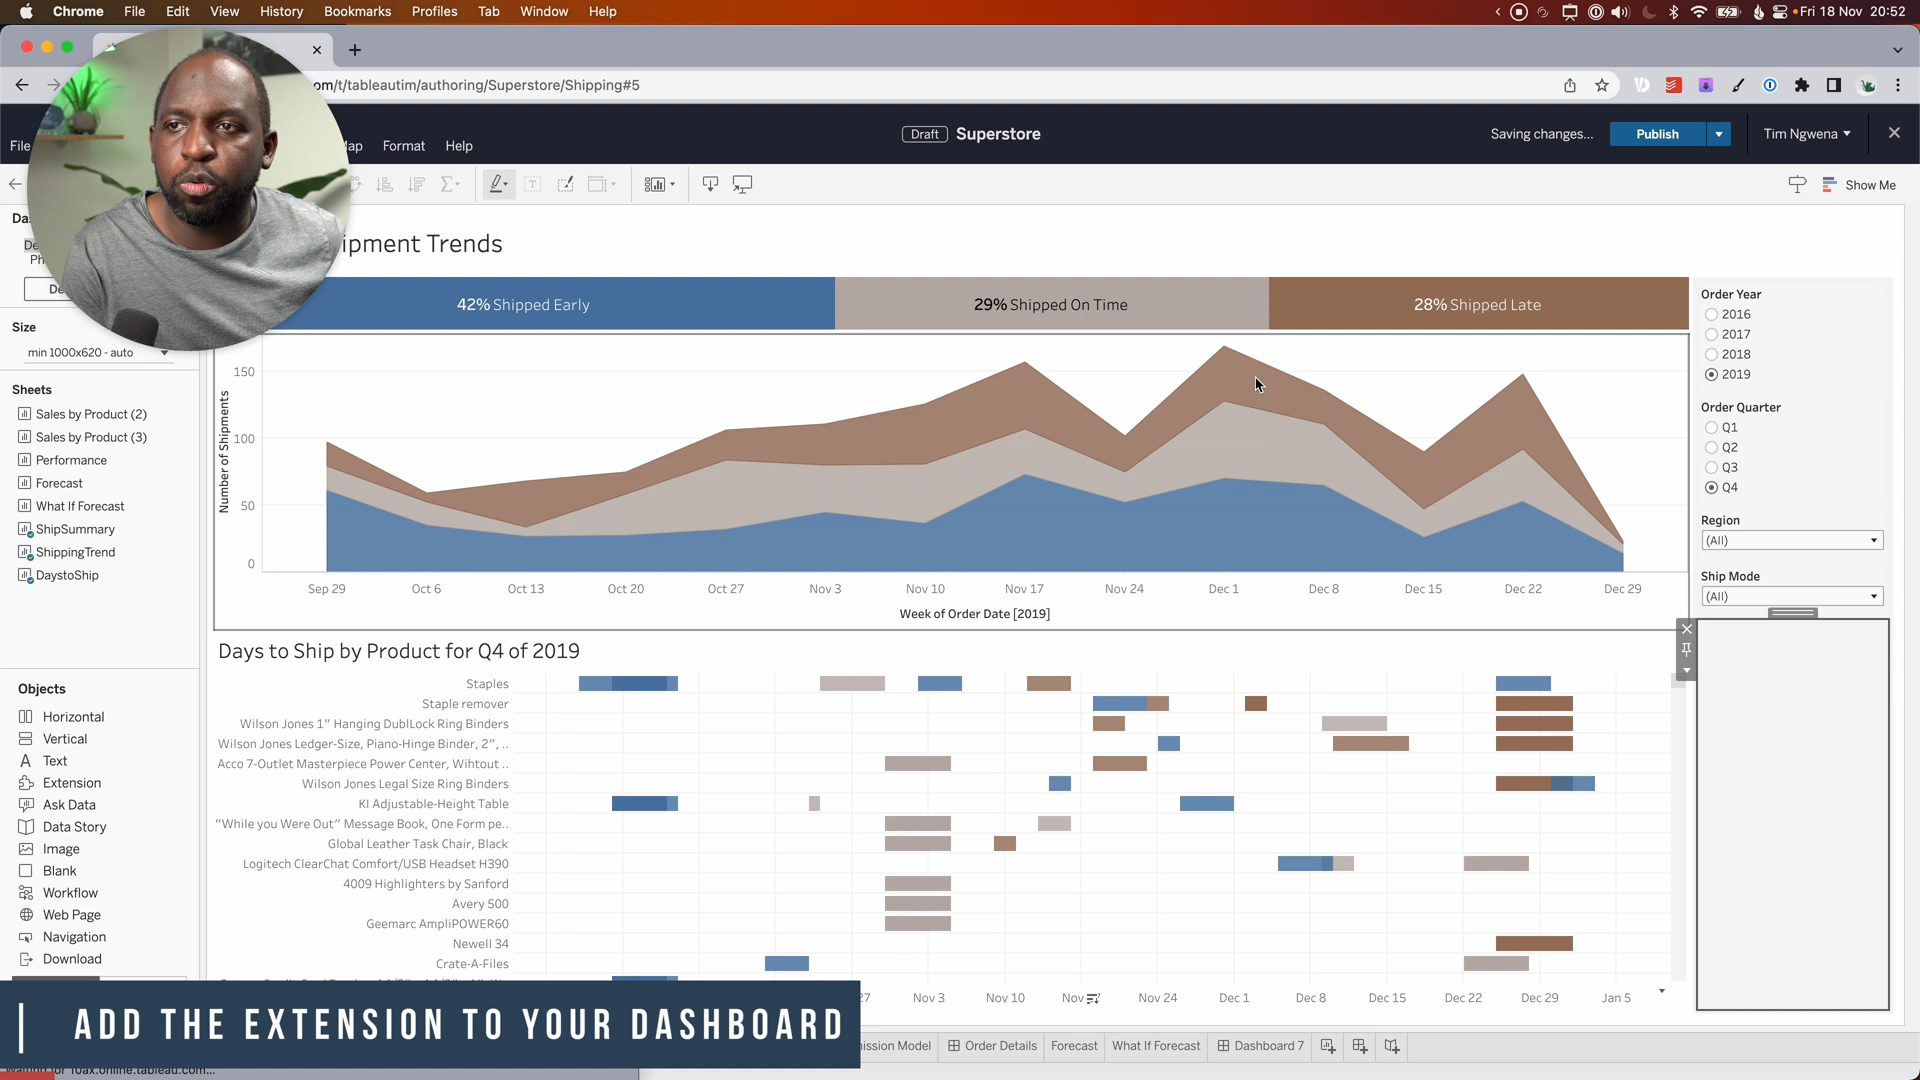 Chrome File Edit View History Bookmarks Profiles Tab Window Help
Fri 18 Nov 20:52
om/t/tableautim/authoring/Superstore/Shipping#5
File
Map Format Help
Draft Superstore
Saving changes...
Publish
Tim Ngwena
Show Me
Shipment Trends
42% Shipped Early
29% Shipped On Time
28% Shipped Late
Size
min 1000x620 - auto
Sheets
Sales by Product (2)
Sales by Product (3)
Performance
Forecast
What If Forecast
ShipSummary
ShippingTrend
DaystoShip
Objects
Horizontal
Vertical
Text
Extension
Ask Data
Data Story
Image
Blank
Workflow
Web Page
Navigation
Download
Number of Shipments
150
100
50
0
Sep 29 Oct 6 Oct 13 Oct 20 Oct 27 Nov 3 Nov 10 Nov 17 Nov 24 Dec 1 Dec 8 Dec 15 Dec 22 Dec 29
Week of Order Date [2019]
Order Year
2016
2017
2018
2019
Order Quarter
Q1
Q2
Q3
Q4
Region
(All)
Ship Mode
(All)
Days to Ship by Product for Q4 of 2019
Staples
Staple remover
Wilson Jones 1” Hanging DublLock Ring Binders
Wilson Jones Ledger-Size, Piano-Hinge Binder, 2”, ..
Acco 7-Outlet Masterpiece Power Center, Wihtout ..
Wilson Jones Legal Size Ring Binders
KI Adjustable-Height Table
“While you Were Out” Message Book, One Form pe..
Global Leather Task Chair, Black
Logitech ClearChat Comfort/USB Headset H390
4009 Highlighters by Sanford
Avery 500
Geemarc AmpliPOWER60
Newell 34
Crate-A-Files
27 Nov 3 Nov 10 Nov 17 Nov 24 Dec 1 Dec 8 Dec 15 Dec 22 Dec 29 Jan 5
ADD THE EXTENSION TO YOUR DASHBOARD
mission Model Order Details Forecast What If Forecast Dashboard 7